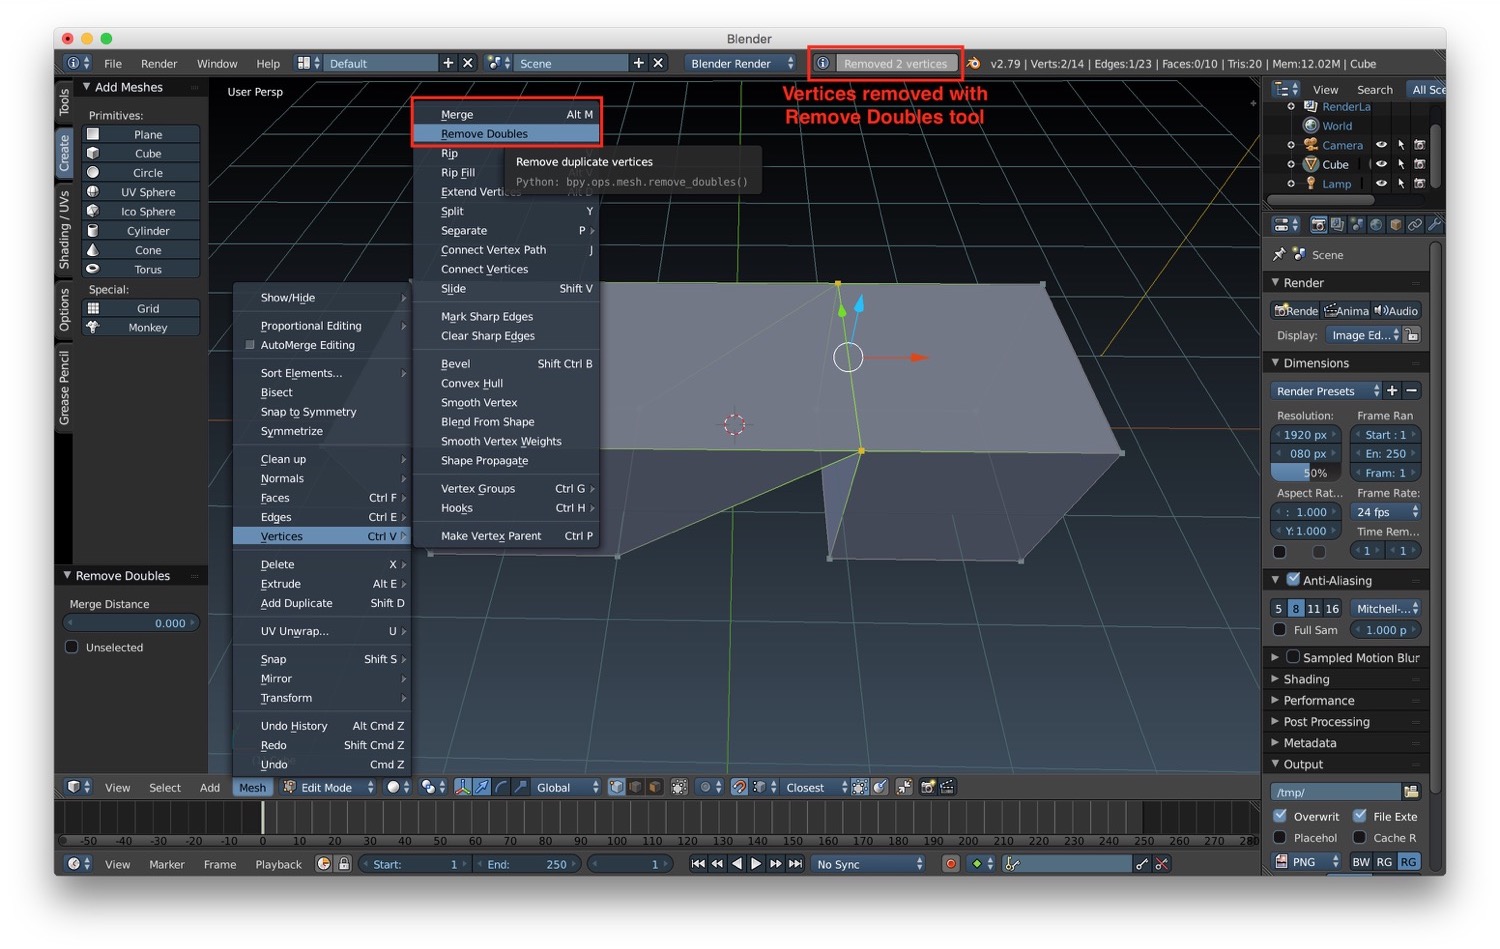 Blender
File Render Window Help Default Scene Blender Render Removed 2 vertices v2.79 | Verts:2/14 | Edges:1/23 | Faces:0/10 | Tris:20 | Mem:12.02M | Cube
Vertices removed with
Remove Doubles tool
Tools
Create
Shading / UVs
Options
Grease Pencil
Add Meshes
Primitives:
Plane
Cube
Circle
UV Sphere
Ico Sphere
Cylinder
Cone
Torus
Special:
Grid
Monkey
Remove Doubles
Merge Distance
0.000
Unselected
User Persp
Show/Hide
Proportional Editing
AutoMerge Editing
Sort Elements...
Bisect
Snap to Symmetry
Symmetrize
Clean up
Normals
Faces Ctrl F
Edges Ctrl E
Vertices Ctrl V
Delete X
Extrude Alt E
Add Duplicate Shift D
UV Unwrap... U
Snap Shift S
Mirror
Transform
Undo History Alt Cmd Z
Redo Shift Cmd Z
Undo Cmd Z
Merge Alt M
Remove Doubles
Rip
Rip Fill
Extend Vertic
Split Y
Separate P
Connect Vertex Path J
Connect Vertices
Slide Shift V
Mark Sharp Edges
Clear Sharp Edges
Bevel Shift Ctrl B
Convex Hull
Smooth Vertex
Blend From Shape
Smooth Vertex Weights
Shape Propagate
Vertex Groups Ctrl G
Hooks Ctrl H
Make Vertex Parent Ctrl P
Remove duplicate vertices
Python: bpy.ops.mesh.remove_doubles()
View Search All Sce
RenderLa
World
Camera
Cube
Lamp
Scene
Render
Rende Anima Audio
Display: Image Ed...
Dimensions
Render Presets
Resolution: Frame Ran
1920 px Start : 1
080 px En: 250
50% Fram: 1
Aspect Rat... Frame Rate:
: 1.000 24 fps
Y: 1.000 Time Rem...
1 1
Anti-Aliasing
5 8 11 16 Mitchell-...
Full Sam 1.000 p
Sampled Motion Blur
Shading
Performance
Post Processing
Metadata
Output
/tmp/
Overwrit File Exte
Placehol Cache R
PNG BW RG RG
View Select Add Mesh Edit Mode Global Closest
-50 -40 -30 -20 -10 0 10 20 30 40 50 60 70 80 90 100 110 120 130 140 150 160 170 180 190 200 210 220 230 240 250 260 270 280
View Marker Frame Playback Start: 1 End: 250 1 No Sync